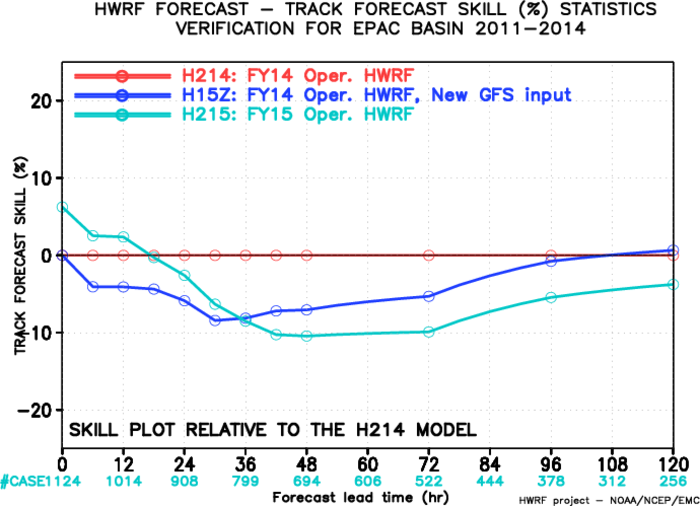 HWRF FORECAST – TRACK FORECAST SKILL (%) STATISTICS
VERIFICATION FOR EPAC BASIN 2011–2014
H214: FY14 Oper. HWRF
H15Z: FY14 Oper. HWRF, New GFS input
H215: FY15 Oper. HWRF
TRACK FORECAST SKILL (%)
20
10
0
–10
–20
SKILL PLOT RELATIVE TO THE H214 MODEL
0 12 24 36 48 60 72 84 96 108 120
#CASE1124 1014 908 799 694 606 522 444 378 312 256
Forecast lead time (hr)
HWRF project – NOAA/NCEP/EMC